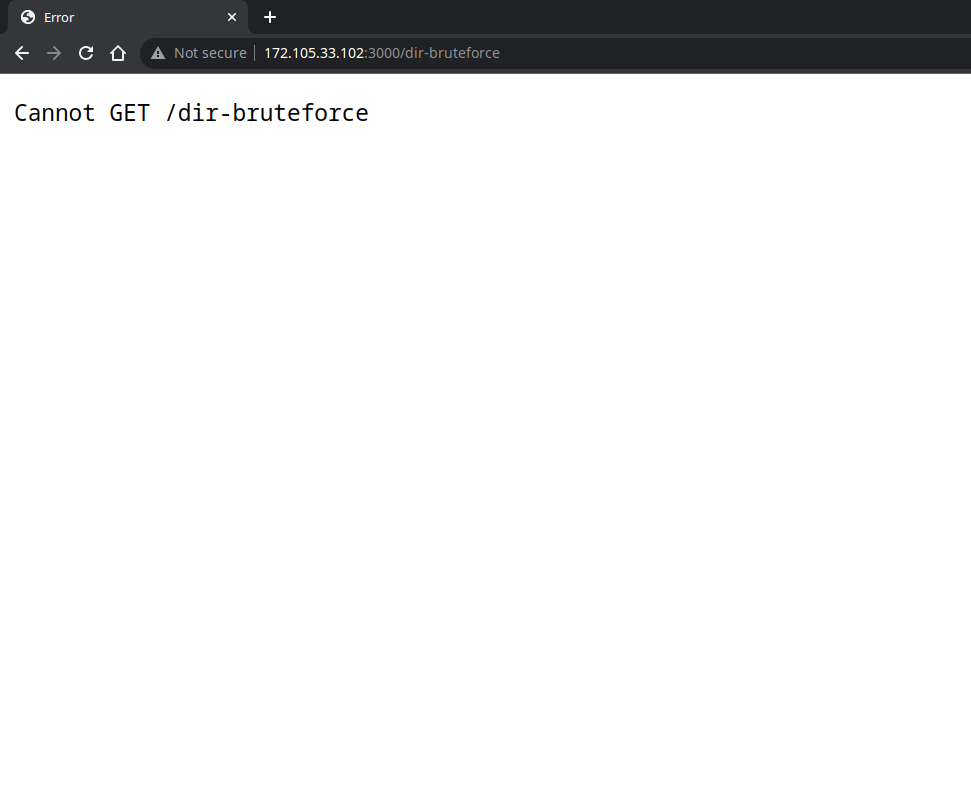 Error
Not secure 172.105.33.102:3000/dir-bruteforce
Cannot GET /dir-bruteforce